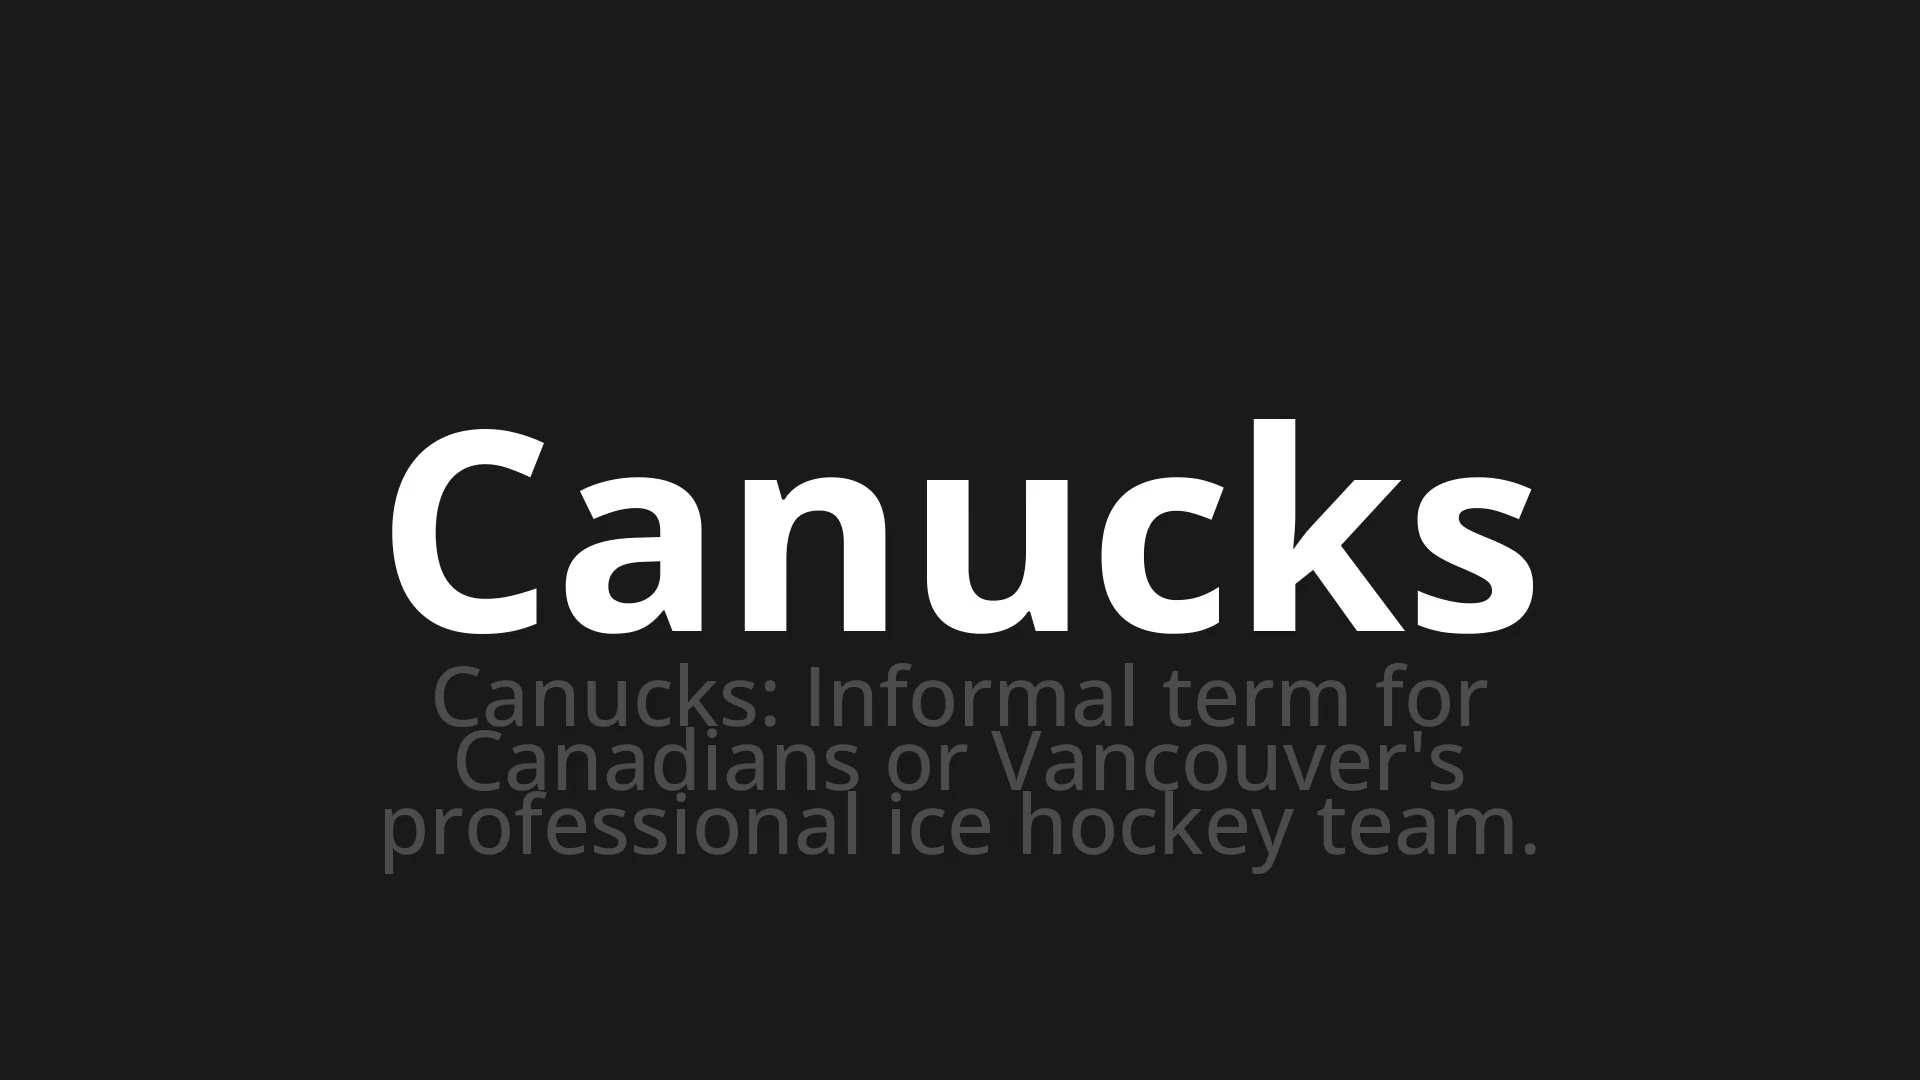 Canucks
Canucks: Informal term for
Canadians or Vancouver's
professional ice hockey team.